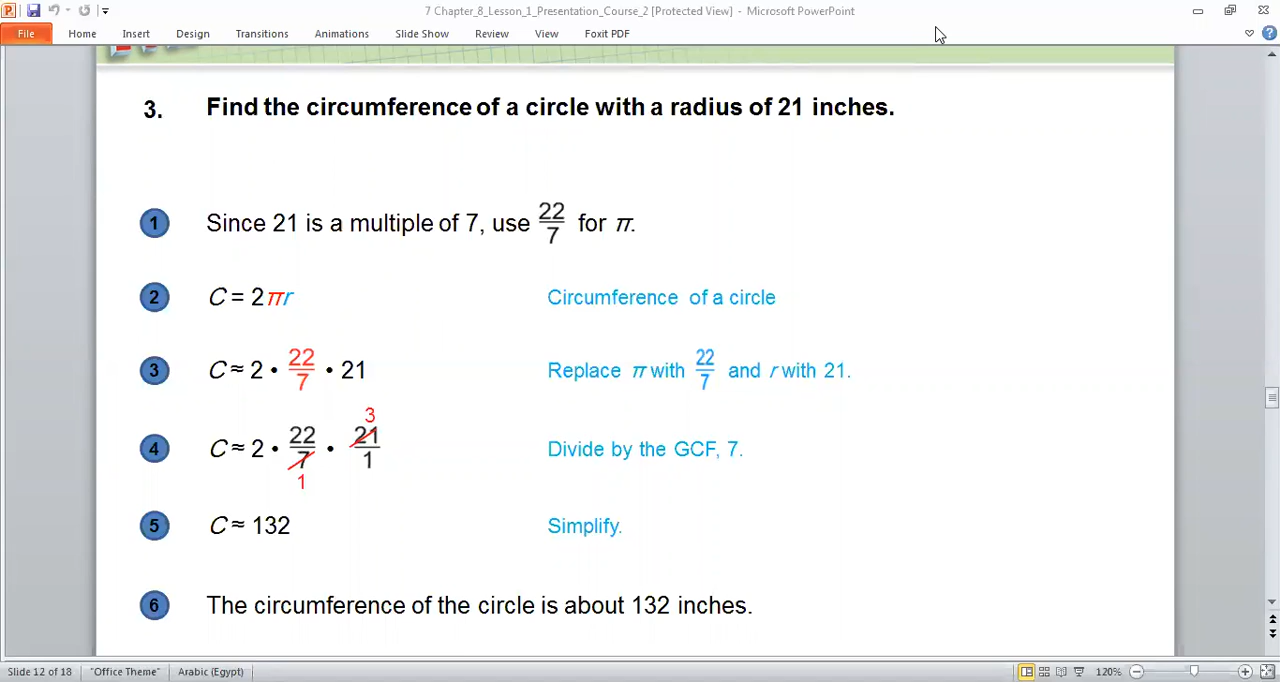 7 Chapter_8_Lesson_1_Presentation_Course_2 [Protected View] - Microsoft PowerPoint
File Home Insert Design Transitions Animations Slide Show Review View Foxit PDF
3. Find the circumference of a circle with a radius of 21 inches.
1 Since 21 is a multiple of 7, use 22/7 for π.
2 C = 2πr Circumference of a circle
3 C ≈ 2 • 22/7 • 21 Replace π with 22/7 and r with 21.
3
4 C ≈ 2 • 22/7 • 21/1 Divide by the GCF, 7.
1
5 C ≈ 132 Simplify.
6 The circumference of the circle is about 132 inches.
Slide 12 of 18 "Office Theme" Arabic (Egypt) 120%